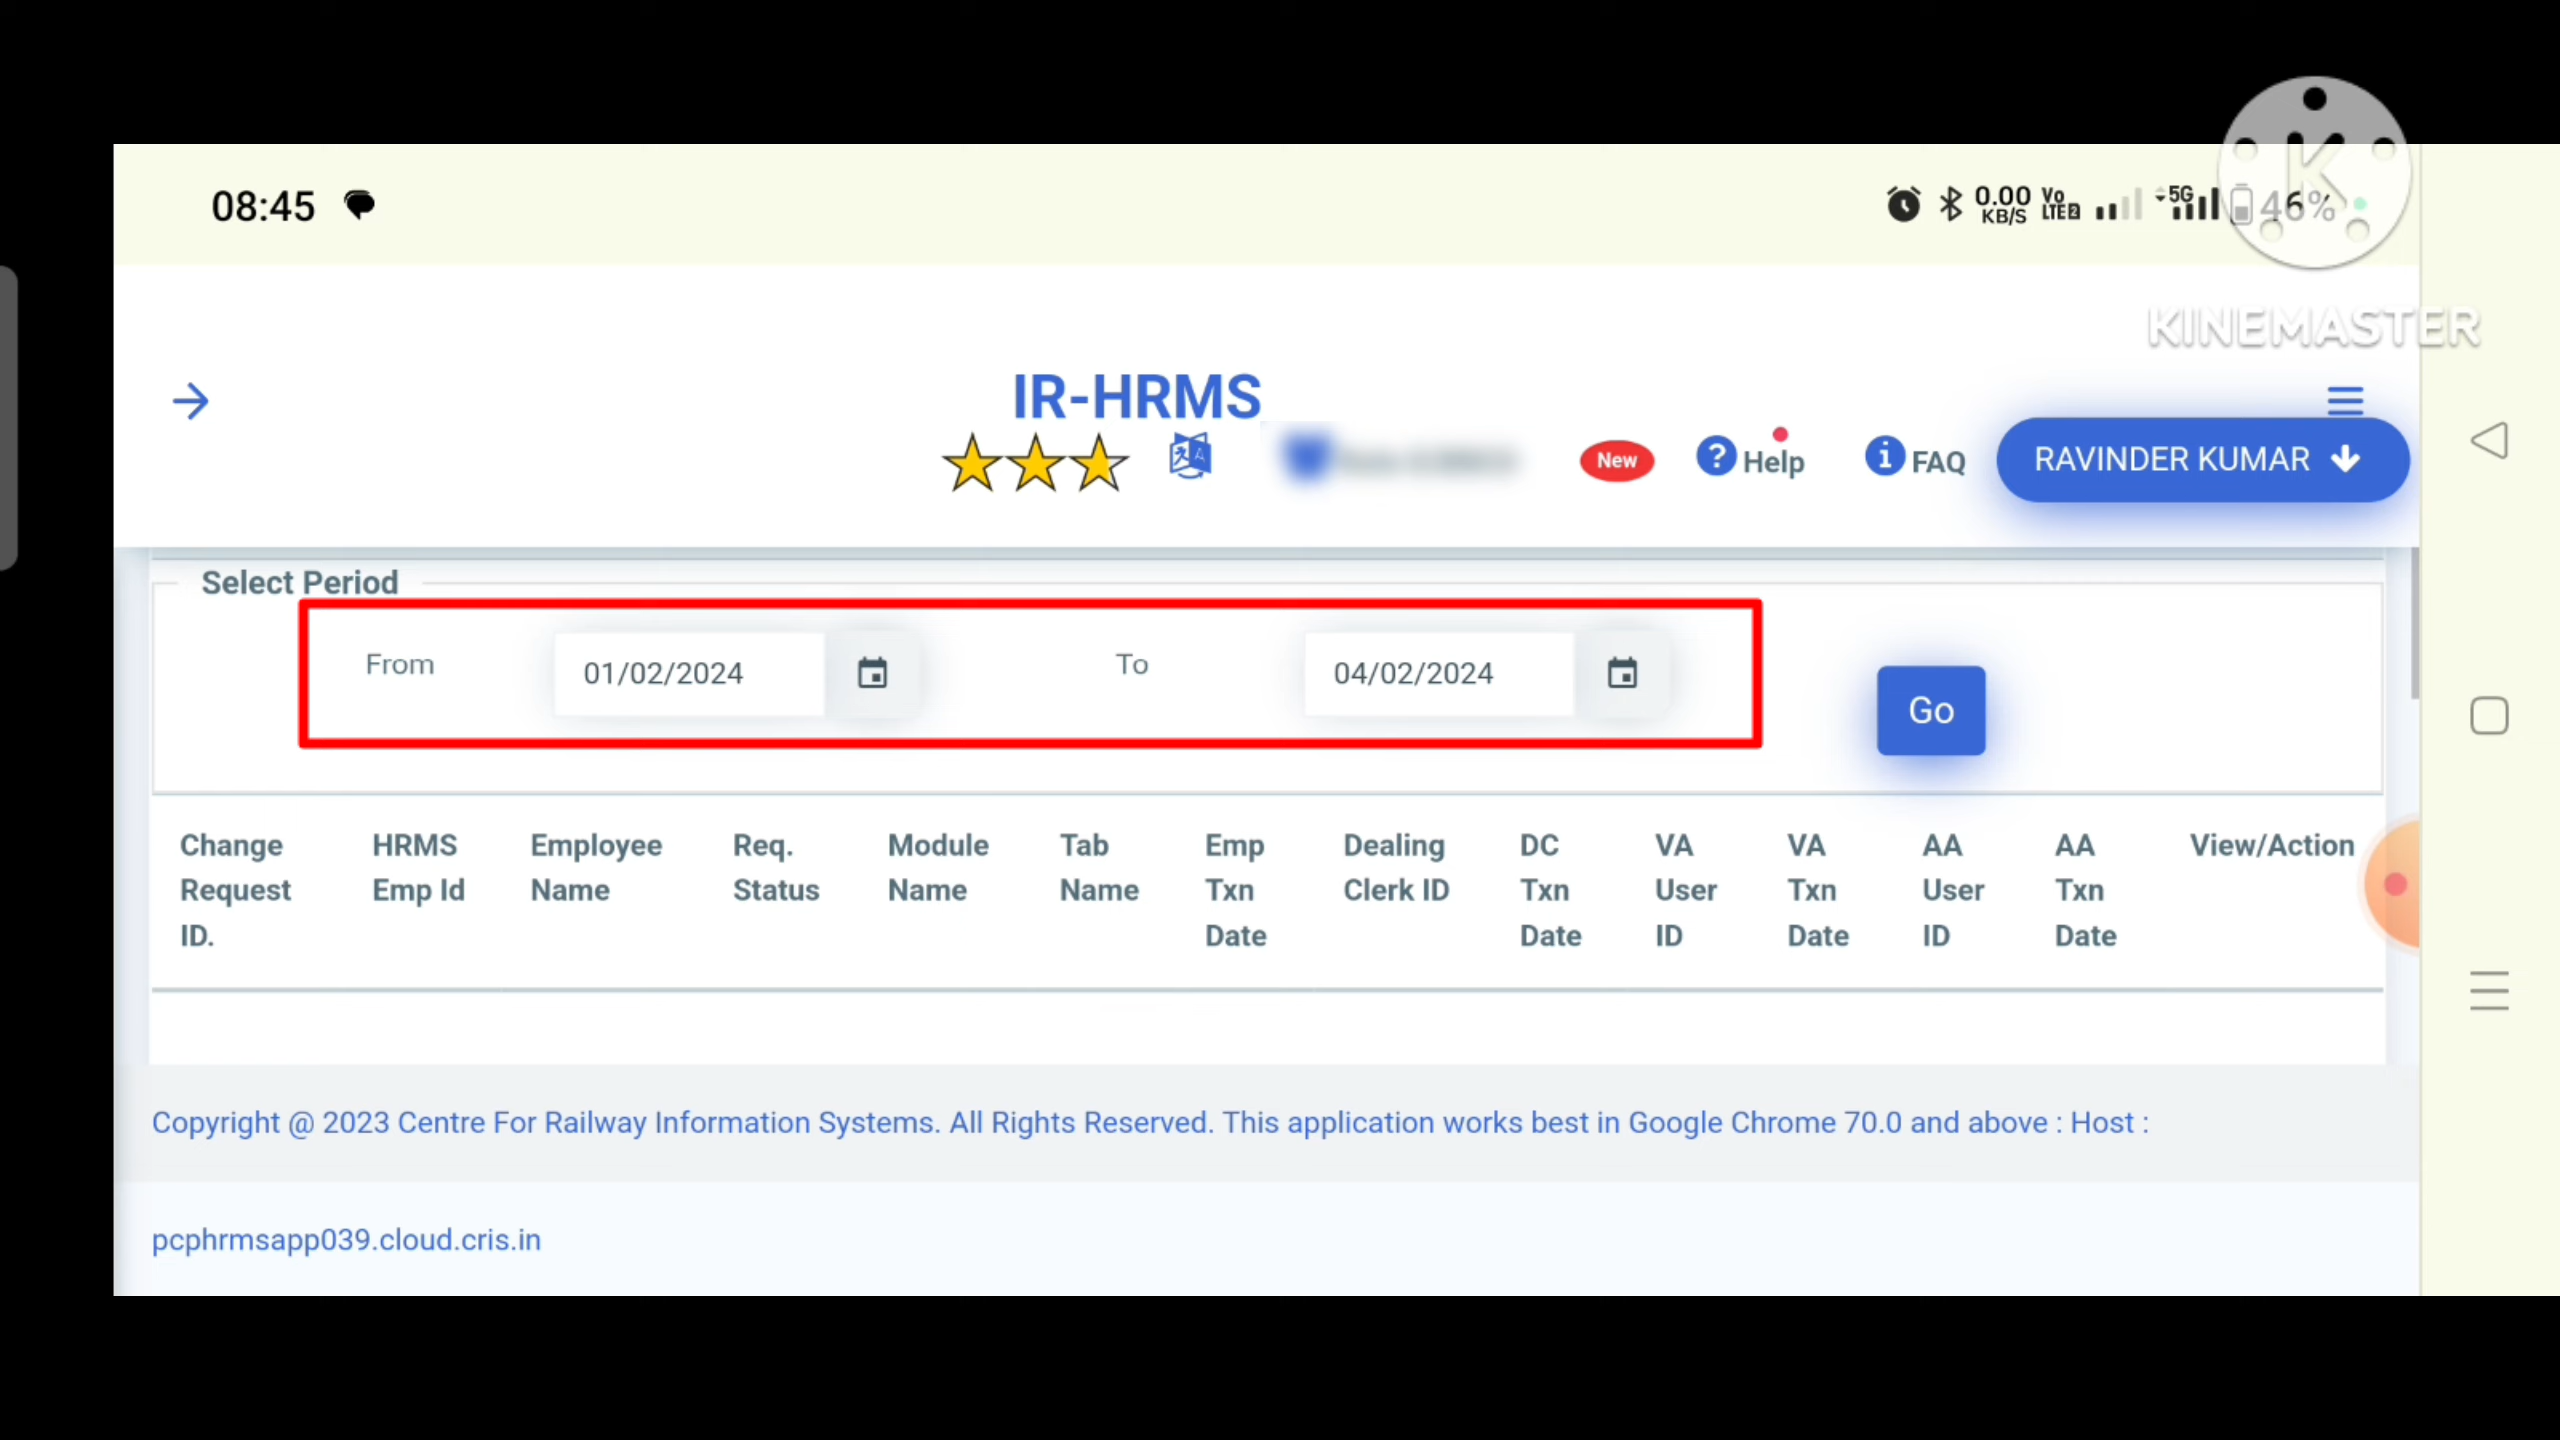 08:45 0.00 KB/S Vo LTE 2 5G 46%
KINEMASTER
IR-HRMS
New Help FAQ RAVINDER KUMAR
Select Period
From 01/02/2024 To 04/02/2024
Go
Change Request ID. HRMS Emp Id Employee Name Req. Status Module Name Tab Name Emp Txn Date Dealing Clerk ID DC Txn Date VA User ID VA Txn Date AA User ID AA Txn Date View/Action
Copyright @ 2023 Centre For Railway Information Systems. All Rights Reserved. This application works best in Google Chrome 70.0 and above : Host :
pcphrmsapp039.cloud.cris.in